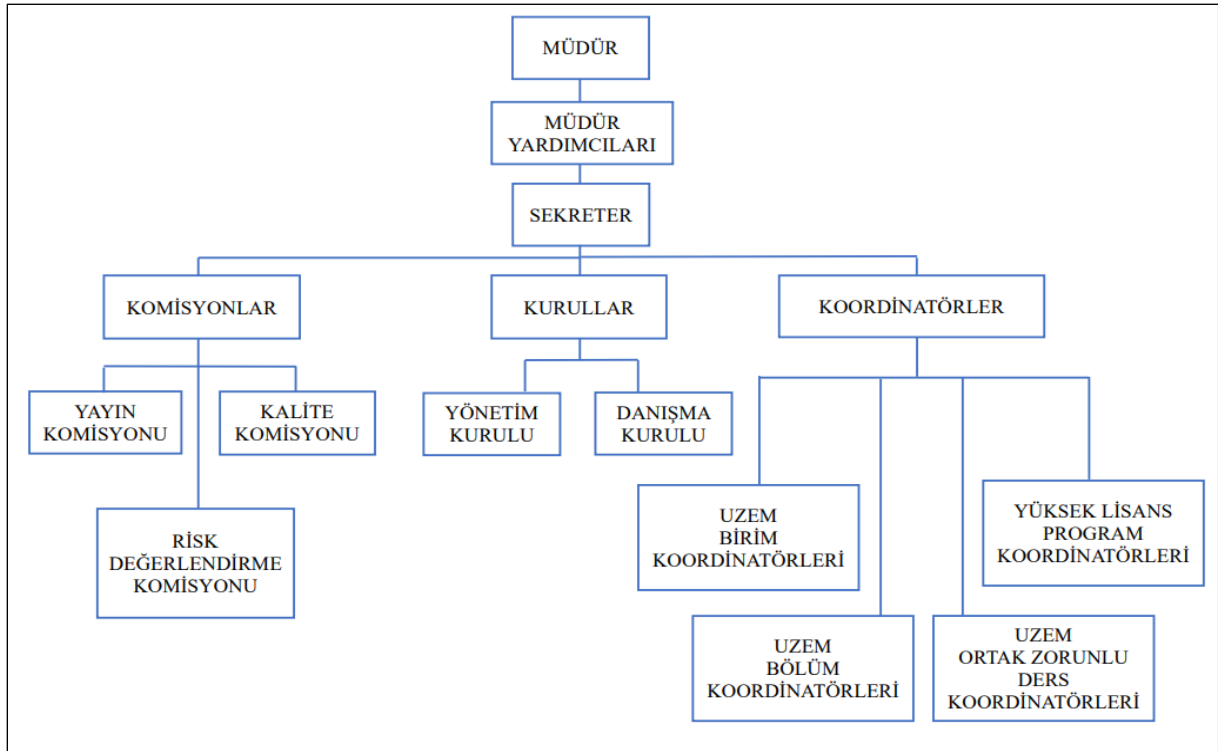 MÜDÜR
MÜDÜR
YARDIMCILARI
SEKRETER
KOMİSYONLAR
KURULLAR
KOORDİNATÖRLER
YAYIN
KOMİSYONU
KALİTE
KOMİSYONU
YÖNETİM
KURULU
DANIŞMA
KURULU
RİSK
DEĞERLENDİRME
KOMİSYONU
UZEM
BİRİM
KOORDİNATÖRLERİ
YÜKSEK LİSANS
PROGRAM
KOORDİNATÖRLERİ
UZEM
BÖLÜM
KOORDİNATÖRLERİ
UZEM
ORTAK ZORUNLU
DERS
KOORDİNATÖRLERİ